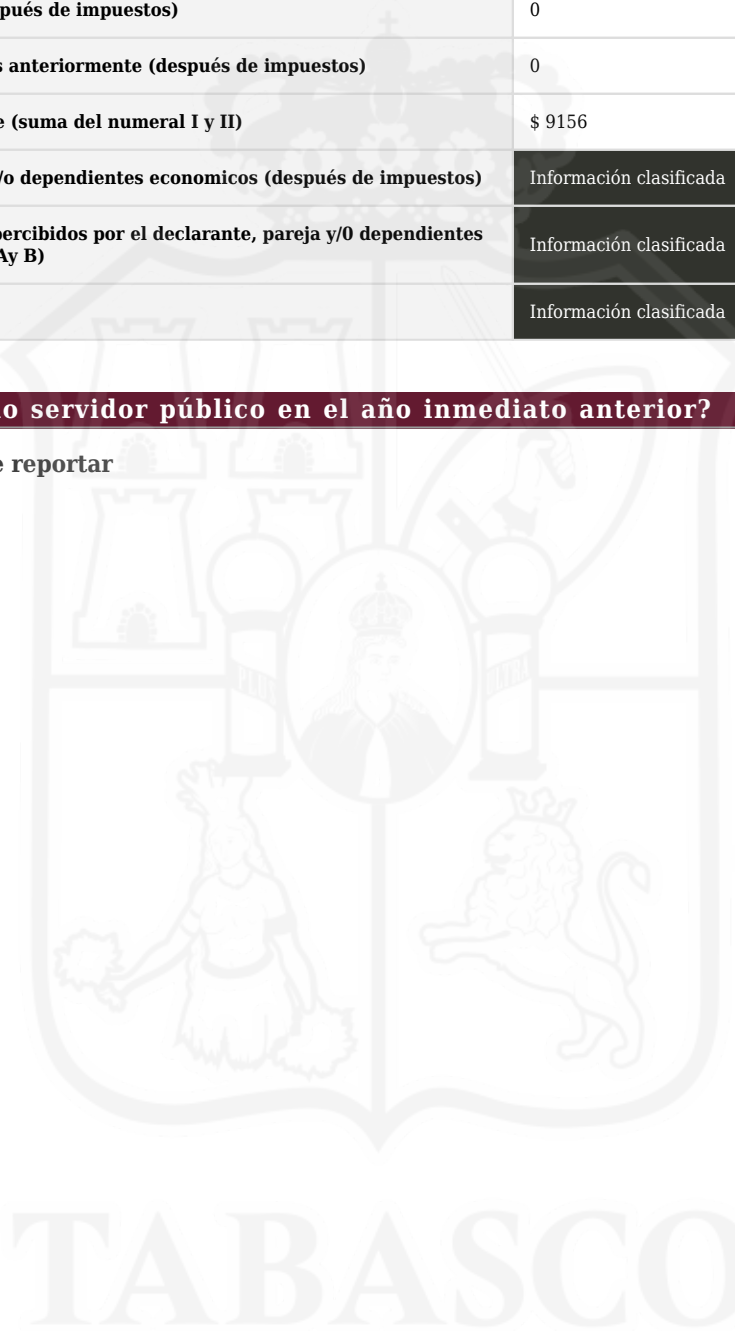 pués de impuestos) 0
s anteriormente (después de impuestos) 0
e (suma del numeral I y II) $ 9156
/o dependientes economicos (después de impuestos) Información clasificada
percibidos por el declarante, pareja y/0 dependientes
Ay B) Información clasificada
Información clasificada
o servidor público en el año inmediato anterior?
e reportar
PLUS ULTRA
TABASCO